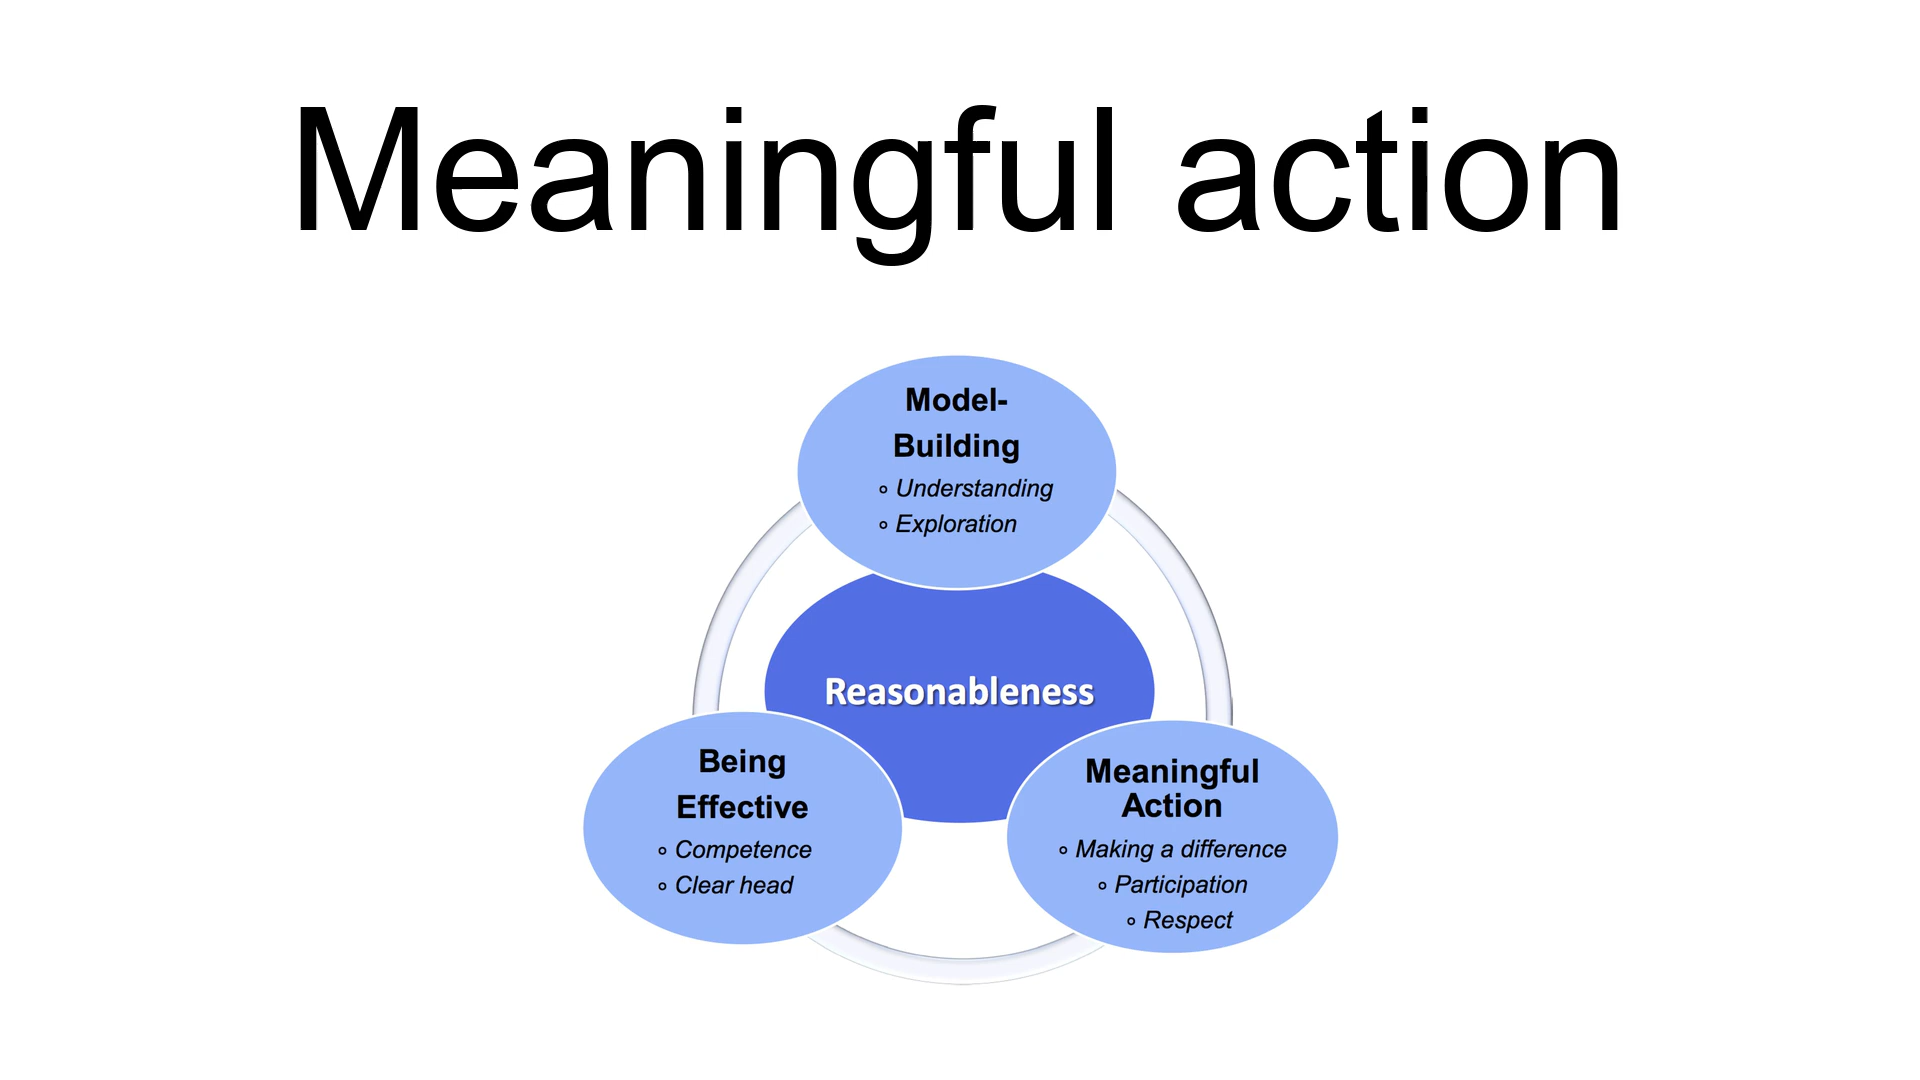 Meaningful action
Model-
Building
∘ Understanding
∘ Exploration
Reasonableness
Being
Effective
∘ Competence
∘ Clear head
Meaningful
Action
∘ Making a difference
∘ Participation
∘ Respect